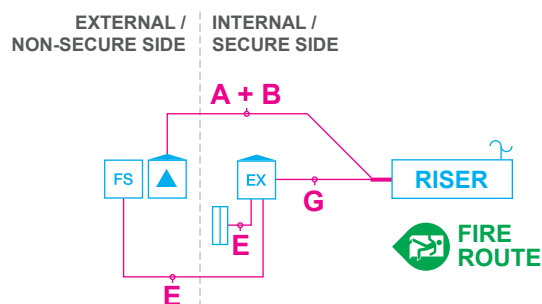 EXTERNAL /
NON-SECURE SIDE
INTERNAL /
SECURE SIDE
A + B
FS
EX
RISER
G
E
FIRE
ROUTE
E